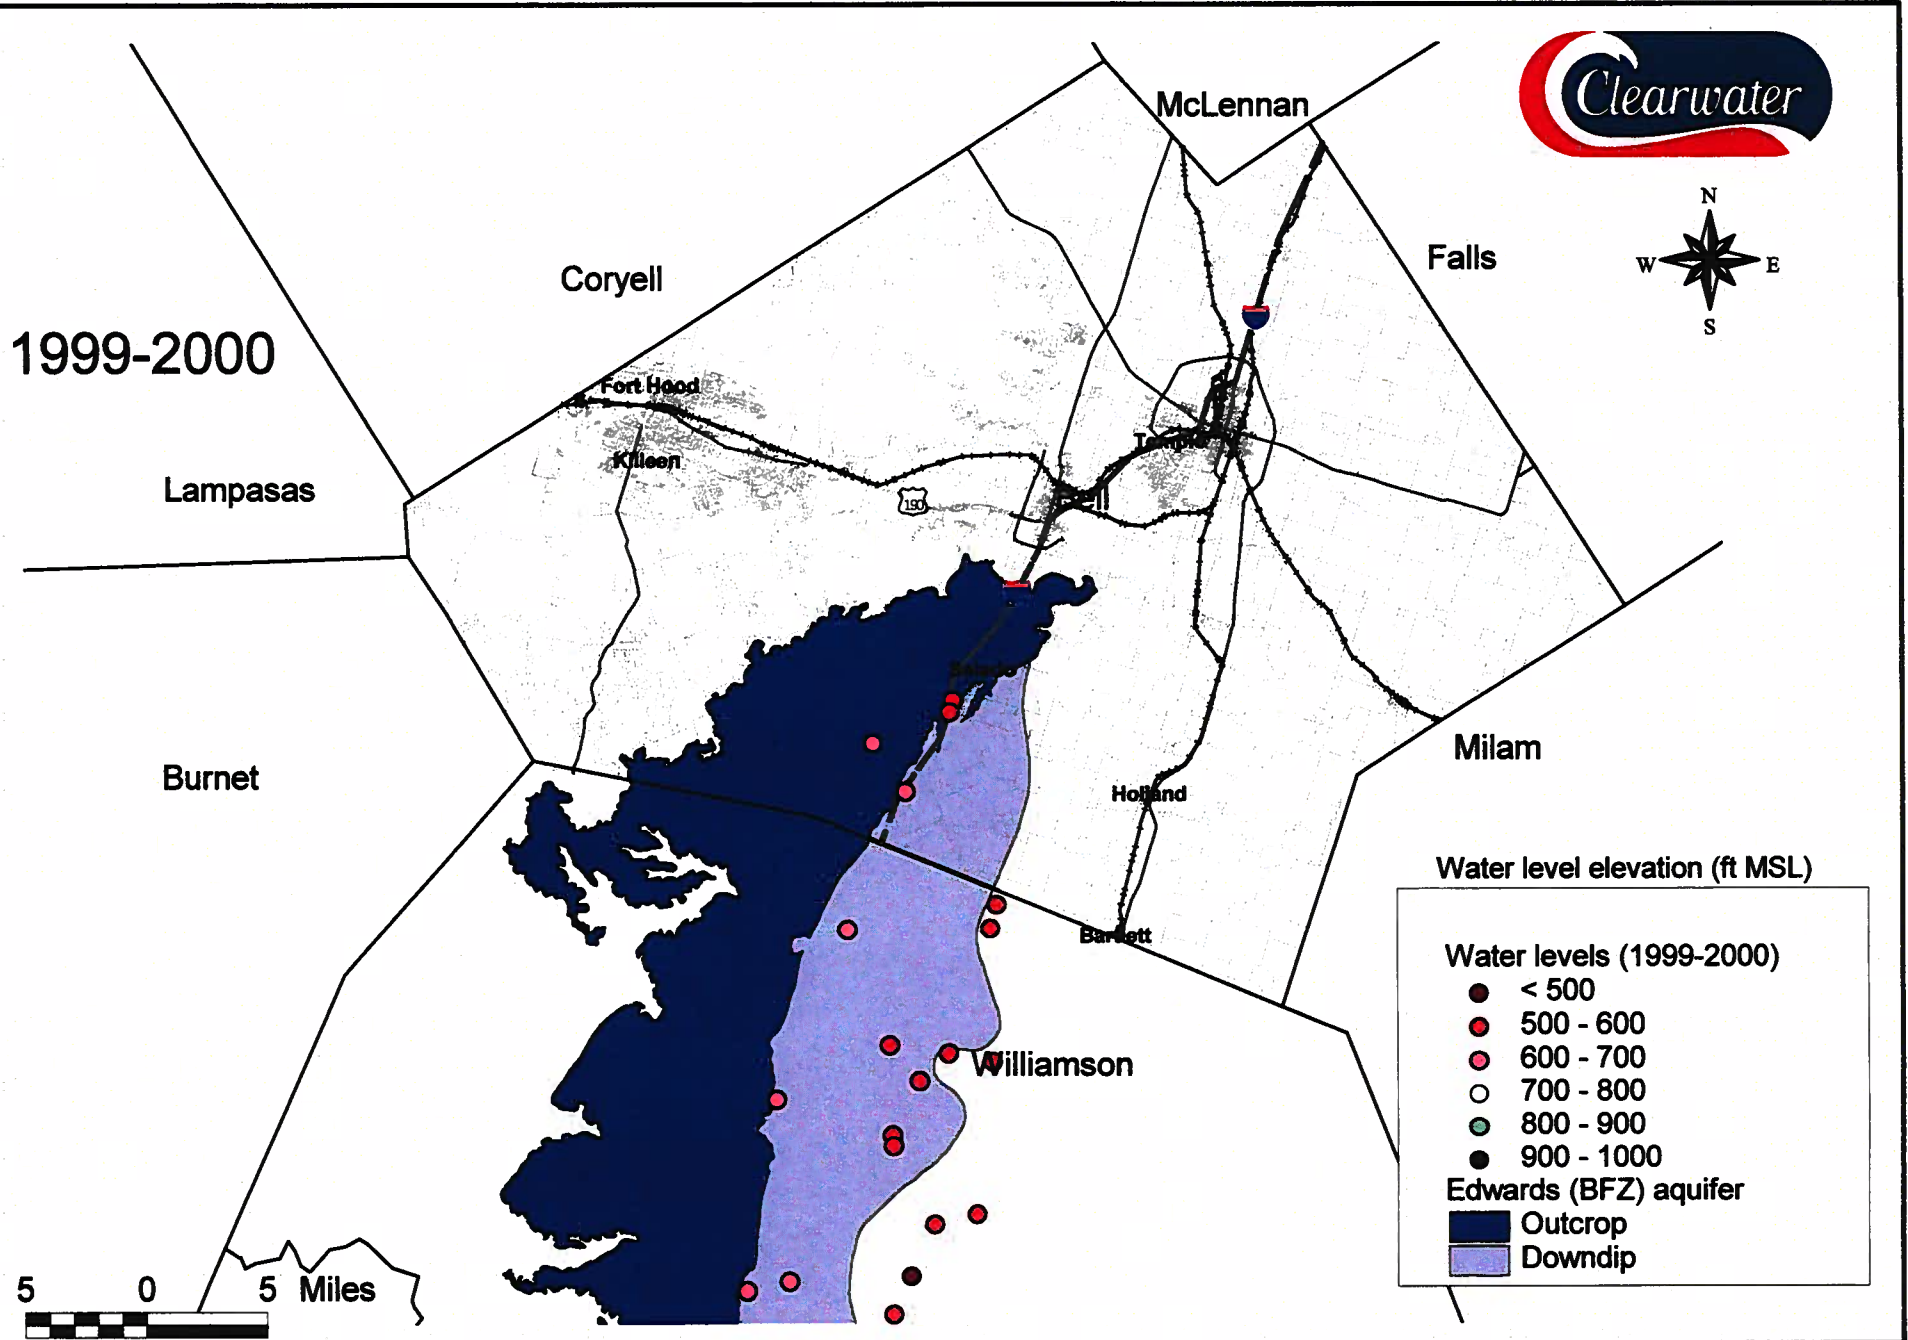 McLennan
Clearwater
N
W E
S
Falls
Coryell
1999-2000
Fort Hood
Temple
Killeen
Lampasas
190
Bell
Salado
Burnet
Milam
Holland
Bartlett
Williamson
Water level elevation (ft MSL)
Water levels (1999-2000)
< 500
500 - 600
600 - 700
700 - 800
800 - 900
900 - 1000
Edwards (BFZ) aquifer
Outcrop
Downdip
5 0 5 Miles